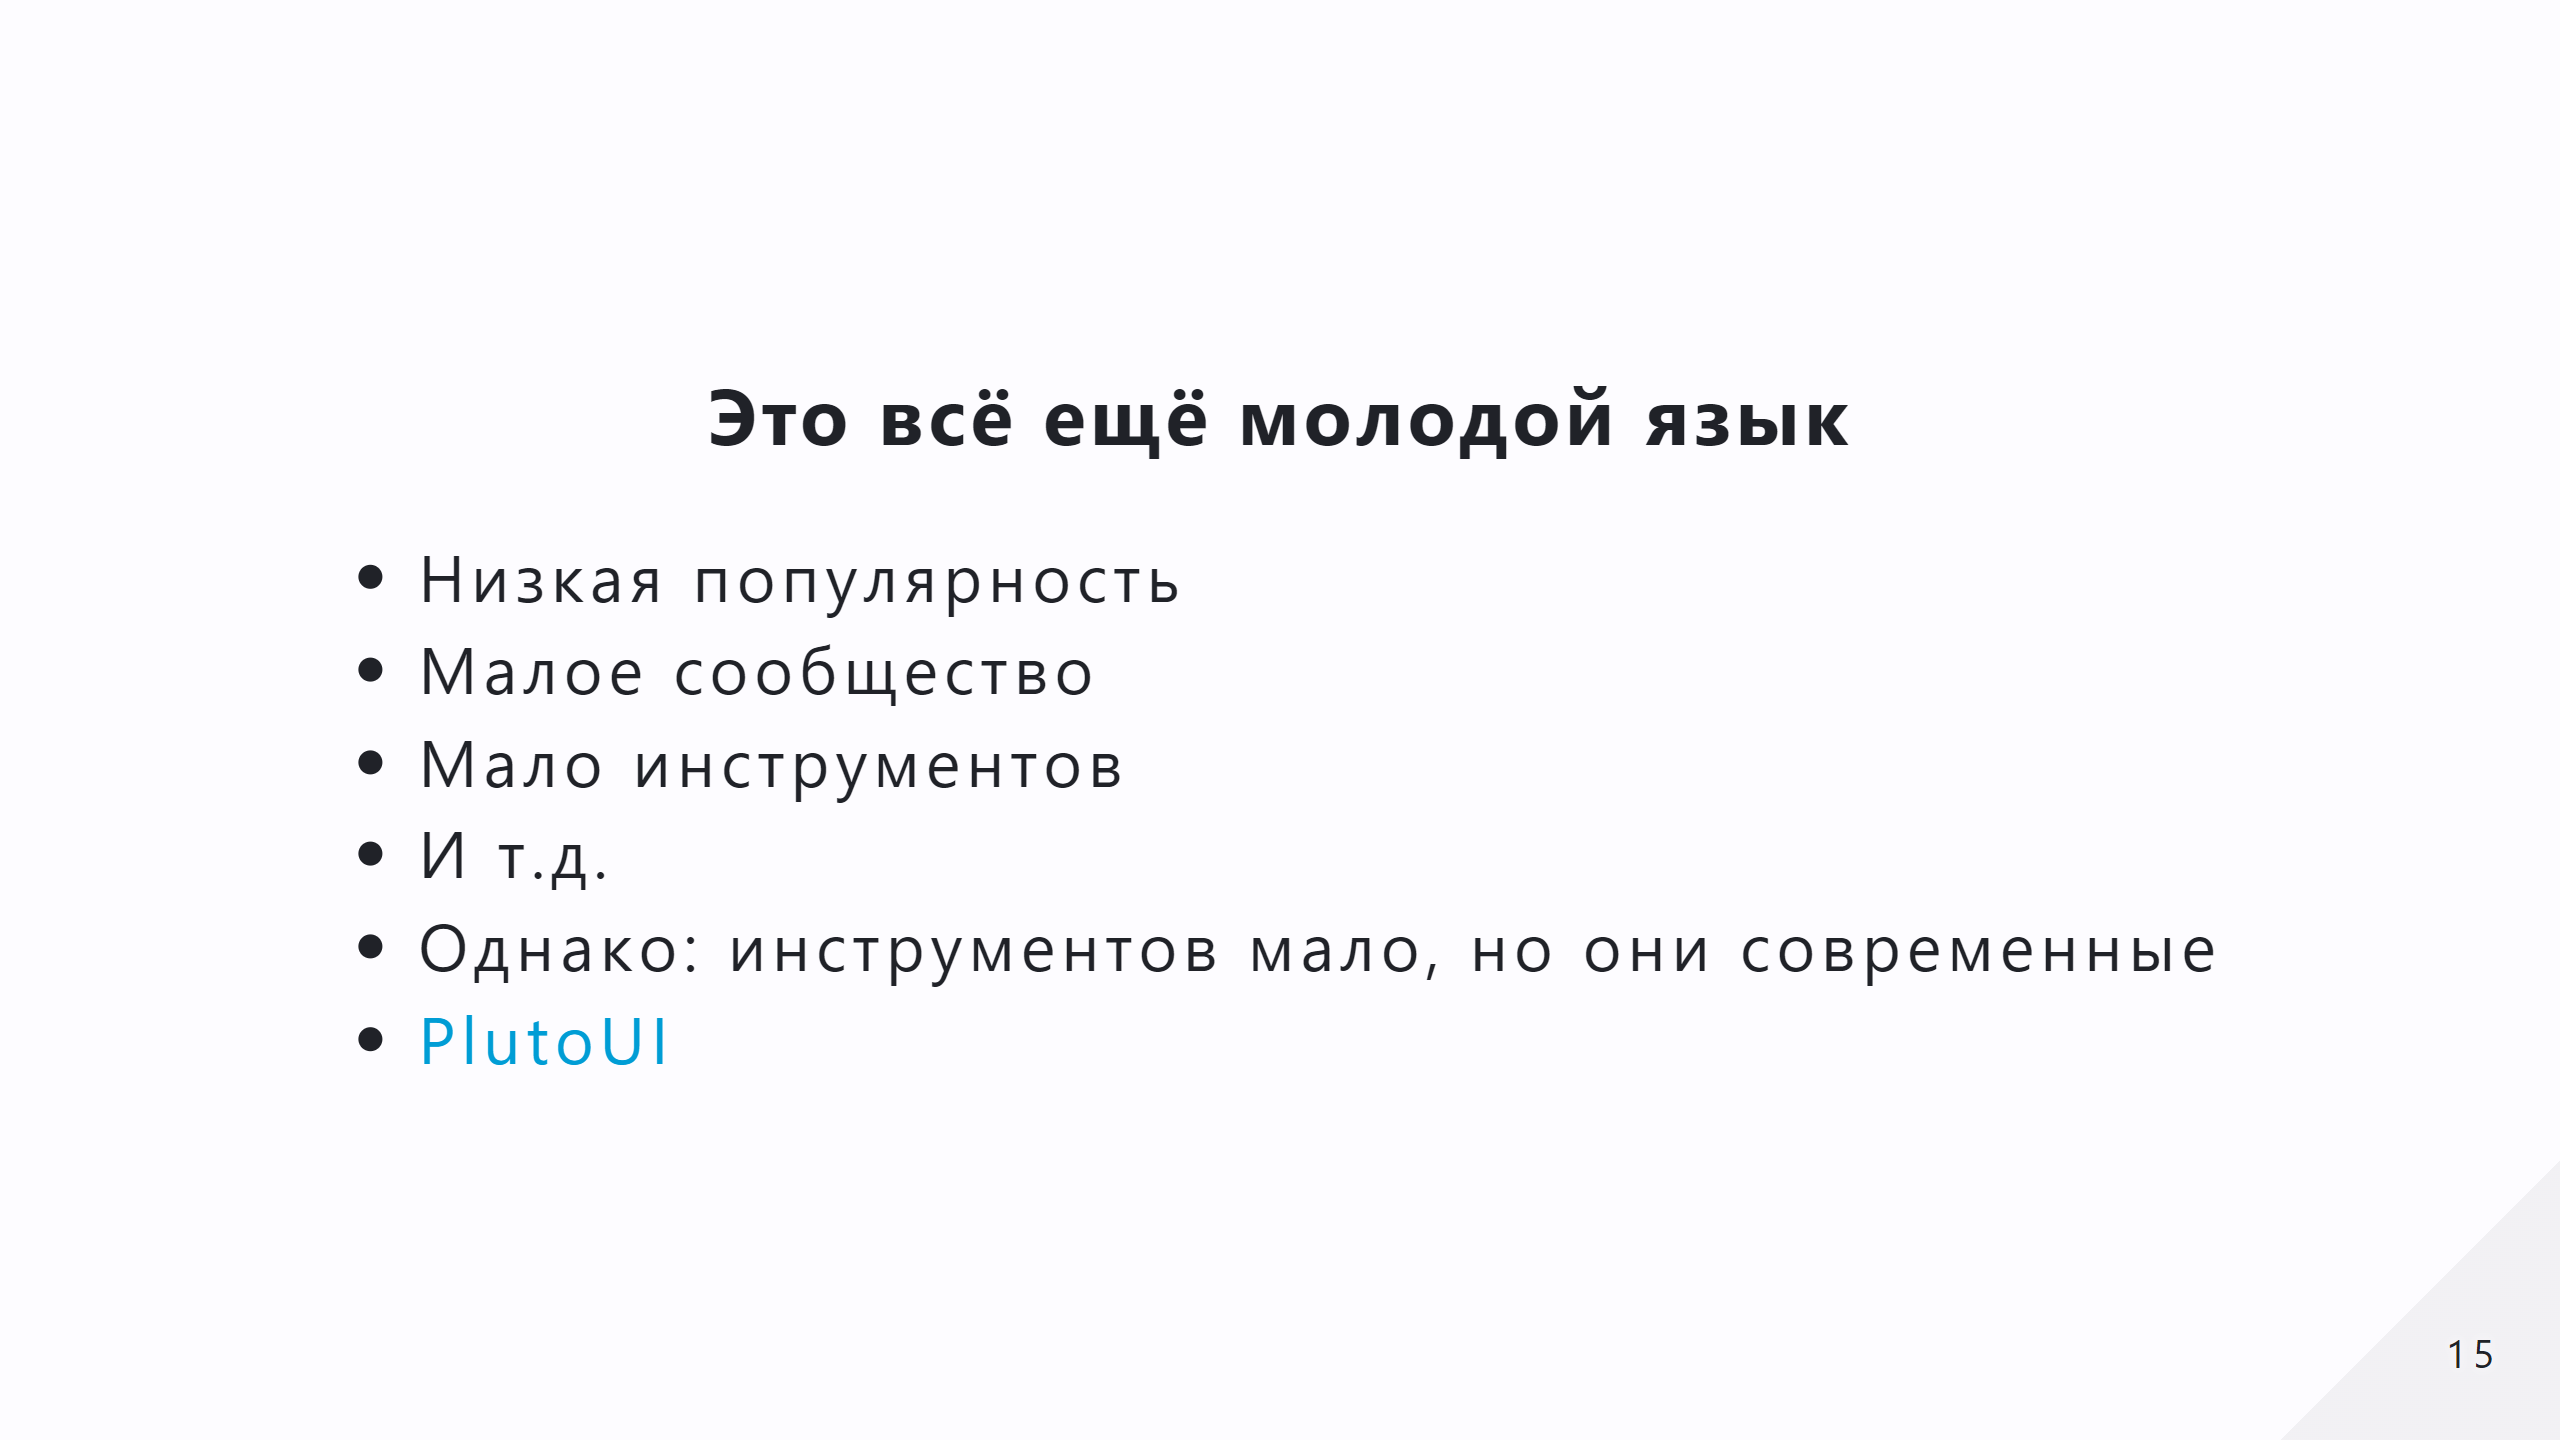 Это всё ещё молодой язык
Низкая популярность
Малое сообщество
Мало инструментов
И т.д.
Однако: инструментов мало, но они современные
PlutoUI
15